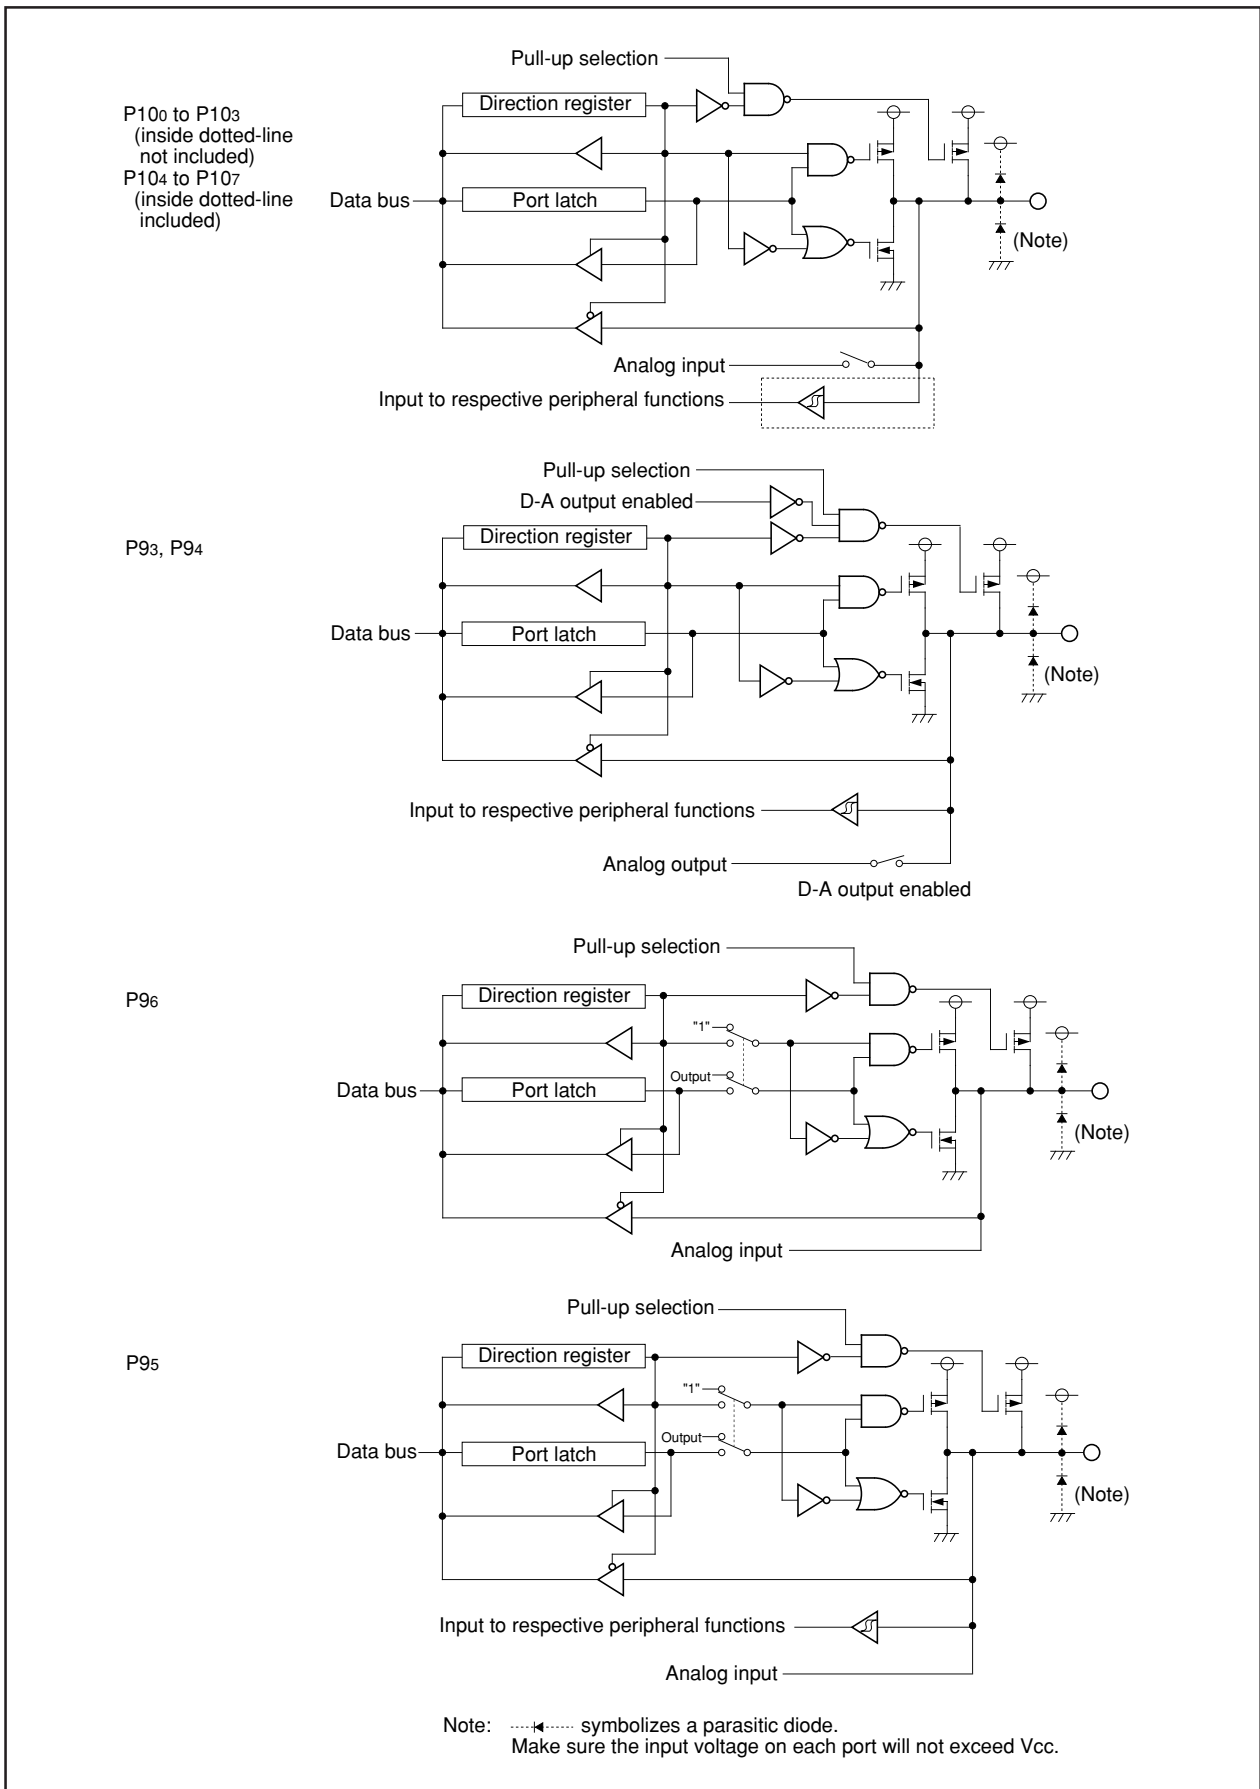 Pull-up selection
P100 to P103
(inside dotted-line
not included)
P104 to P107
(inside dotted-line
included)
Direction register
Data bus
Port latch
(Note)
Analog input
Input to respective peripheral functions
Pull-up selection
D-A output enabled
P93, P94
Direction register
Data bus
Port latch
(Note)
Input to respective peripheral functions
Analog output
D-A output enabled
Pull-up selection
P96
Direction register
"1"
Output
Data bus
Port latch
(Note)
Analog input
Pull-up selection
P95
Direction register
"1"
Output
Data bus
Port latch
(Note)
Input to respective peripheral functions
Analog input
Note: symbolizes a parasitic diode.
Make sure the input voltage on each port will not exceed Vcc.